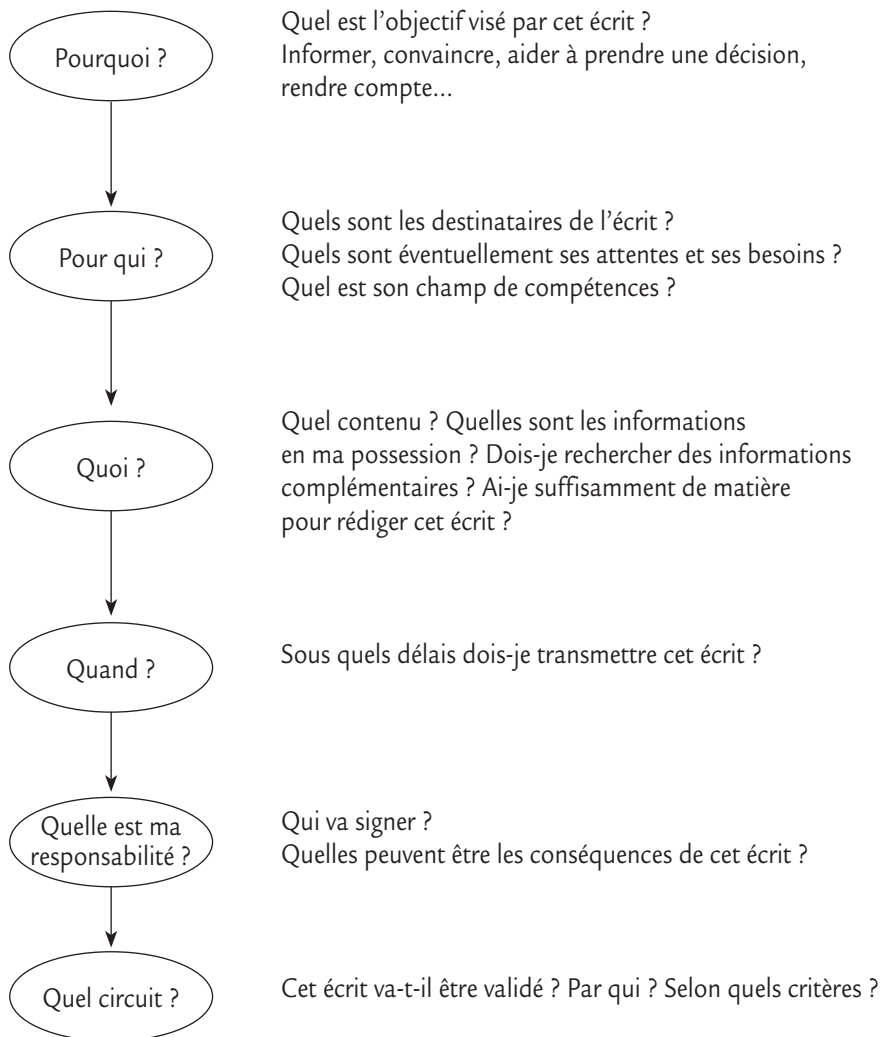 Pourquoi ?
Quel est l’objectif visé par cet écrit ?
Informer, convaincre, aider à prendre une décision,
rendre compte…
Pour qui ?
Quels sont les destinataires de l’écrit ?
Quels sont éventuellement ses attentes et ses besoins ?
Quel est son champ de compétences ?
Quoi ?
Quel contenu ? Quelles sont les informations
en ma possession ? Dois-je rechercher des informations
complémentaires ? Ai-je suffisamment de matière
pour rédiger cet écrit ?
Quand ?
Sous quels délais dois-je transmettre cet écrit ?
Quelle est ma
responsabilité ?
Qui va signer ?
Quelles peuvent être les conséquences de cet écrit ?
Quel circuit ?
Cet écrit va-t-il être validé ? Par qui ? Selon quels critères ?